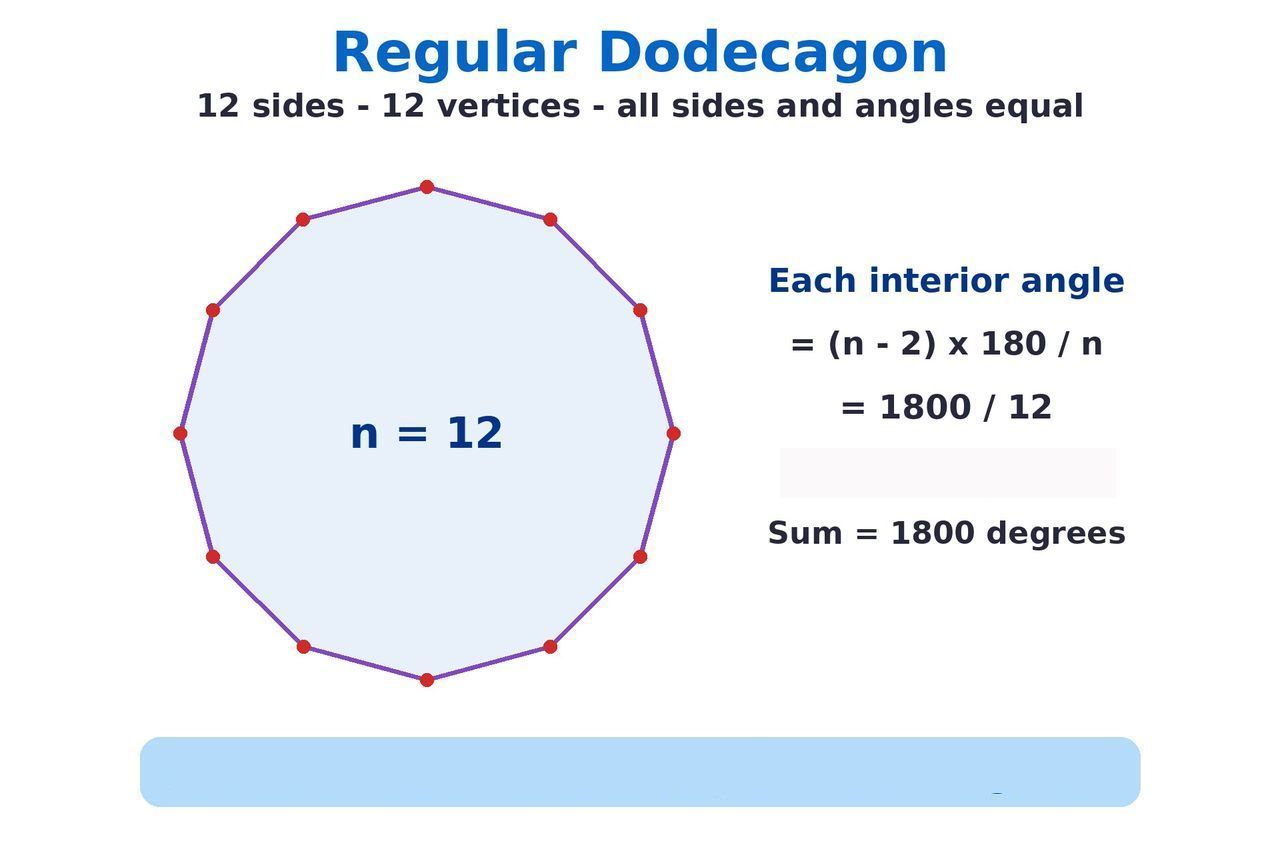 Regular Dodecagon
12 sides - 12 vertices - all sides and angles equal
Each interior angle
= (n - 2) x 180 / n
= 1800 / 12
n = 12
Sum = 1800 degrees